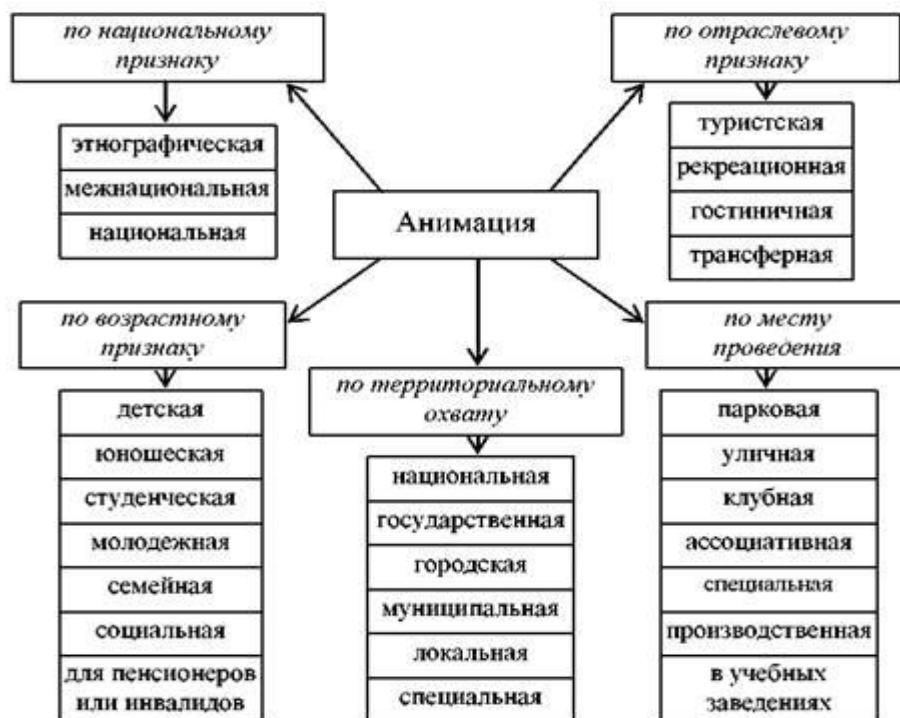 по национальному
признаку
этнографическая
межнациональная
национальная
по отраслевому
признаку
туристская
рекреационная
гостиничная
трансферная
Анимация
по возрастному
признаку
детская
юношеская
студенческая
молодежная
семейная
социальная
для пенсионеров
или инвалидов
по территориальному
охвату
национальная
государственная
городская
муниципальная
локальная
специальная
по месту
проведения
парковая
уличная
клубная
ассоциативная
специальная
производственная
в учебных
заведениях